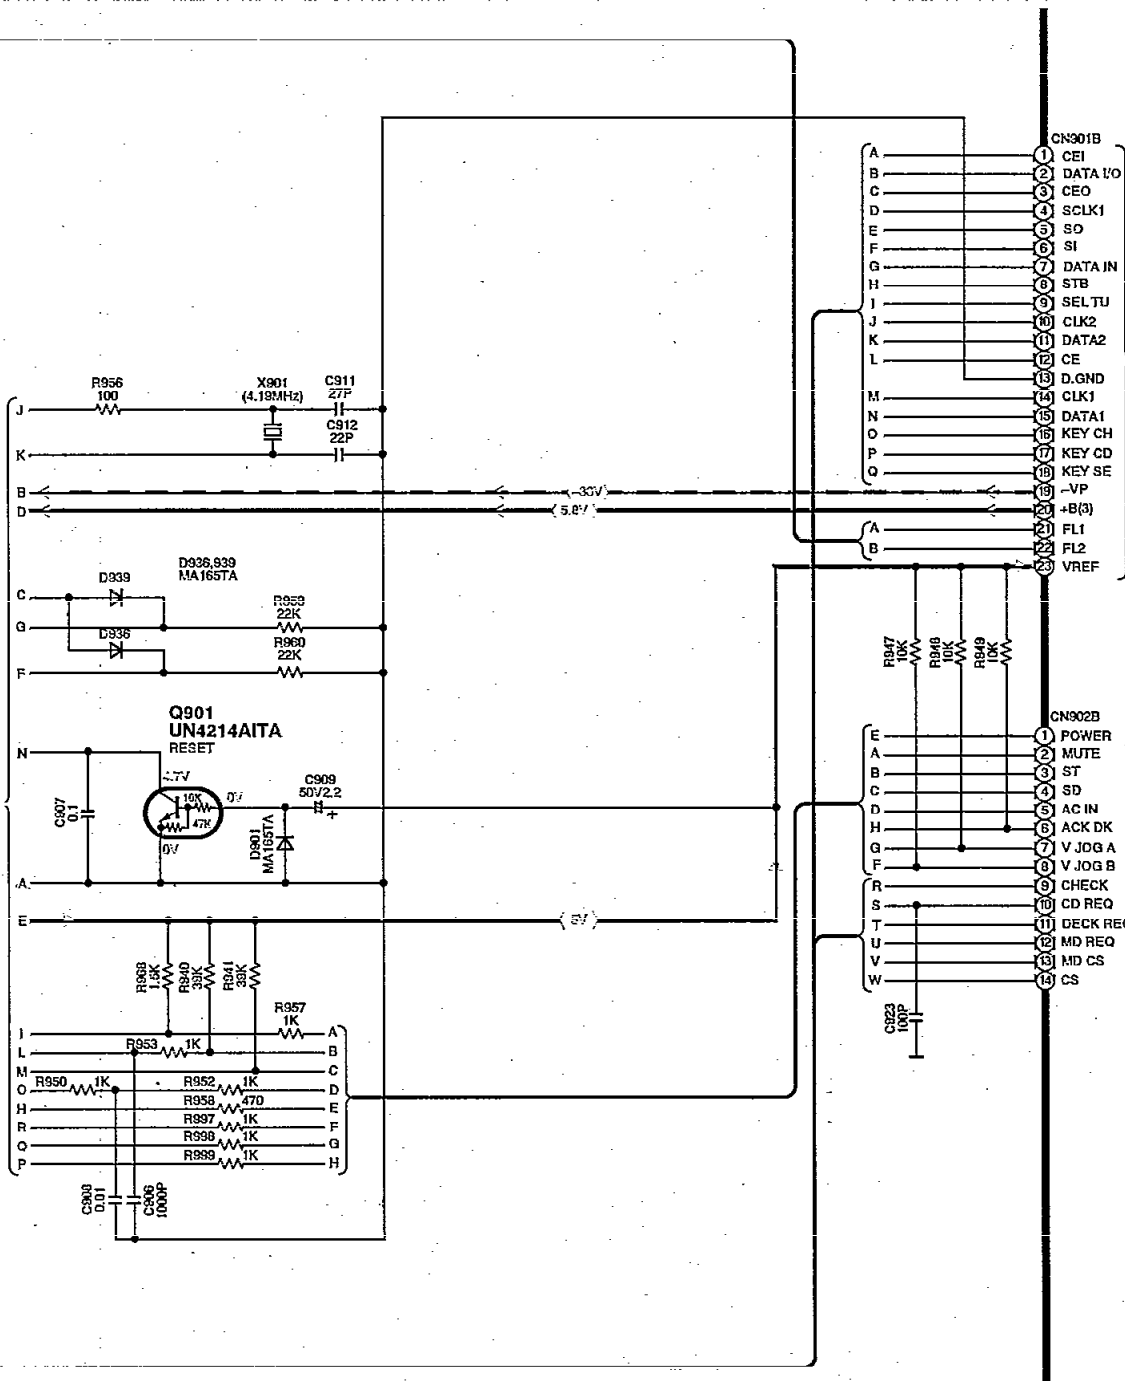 CN901B
A 1 CEI
B 2 DATA I/O
C 3 CEO
D 4 SCLK1
E 5 SO
F 6 SI
G 7 DATA IN
H 8 STB
I 9 SEL TU
J 10 CLK2
K 11 DATA2
L 12 CE
13 D.GND
M 14 CLK1
N 15 DATA1
O 16 KEY CH
P 17 KEY CD
Q 18 KEY SE
19 -VP
20 +B(3)
A 21 FL1
B 22 FL2
23 VREF
R956
100
X901
(4.19MHz)
C911
27P
C912
22P
J
K
B -30V
D 5.8V
D936,939
MA165TA
C D939
G R959
22K
D936
R960
22K
F
R947
10K
R948
10K
R949
10K
Q901
UN4214AITA
RESET
N
4.7V
10K
47K
0V
0V
C907
0.1
C909
50V2.2
+
D901
MA165TA
A
E 5V
CN902B
E 1 POWER
A 2 MUTE
B 3 ST
C 4 SD
D 5 AC IN
H 6 ACK DK
G 7 V JOG A
F 8 V JOG B
R 9 CHECK
S 10 CD REQ
T 11 DECK REQ
U 12 MD REQ
V 13 MD CS
W 14 CS
C923
100P
R968
1.5K
R940
39K
R941
39K
R957
1K
I A
L R953 1K B
M C
O R950 1K R952 1K D
H R958 470 E
R R997 1K F
Q R998 1K G
P R999 1K H
C908
0.01
C906
1000P